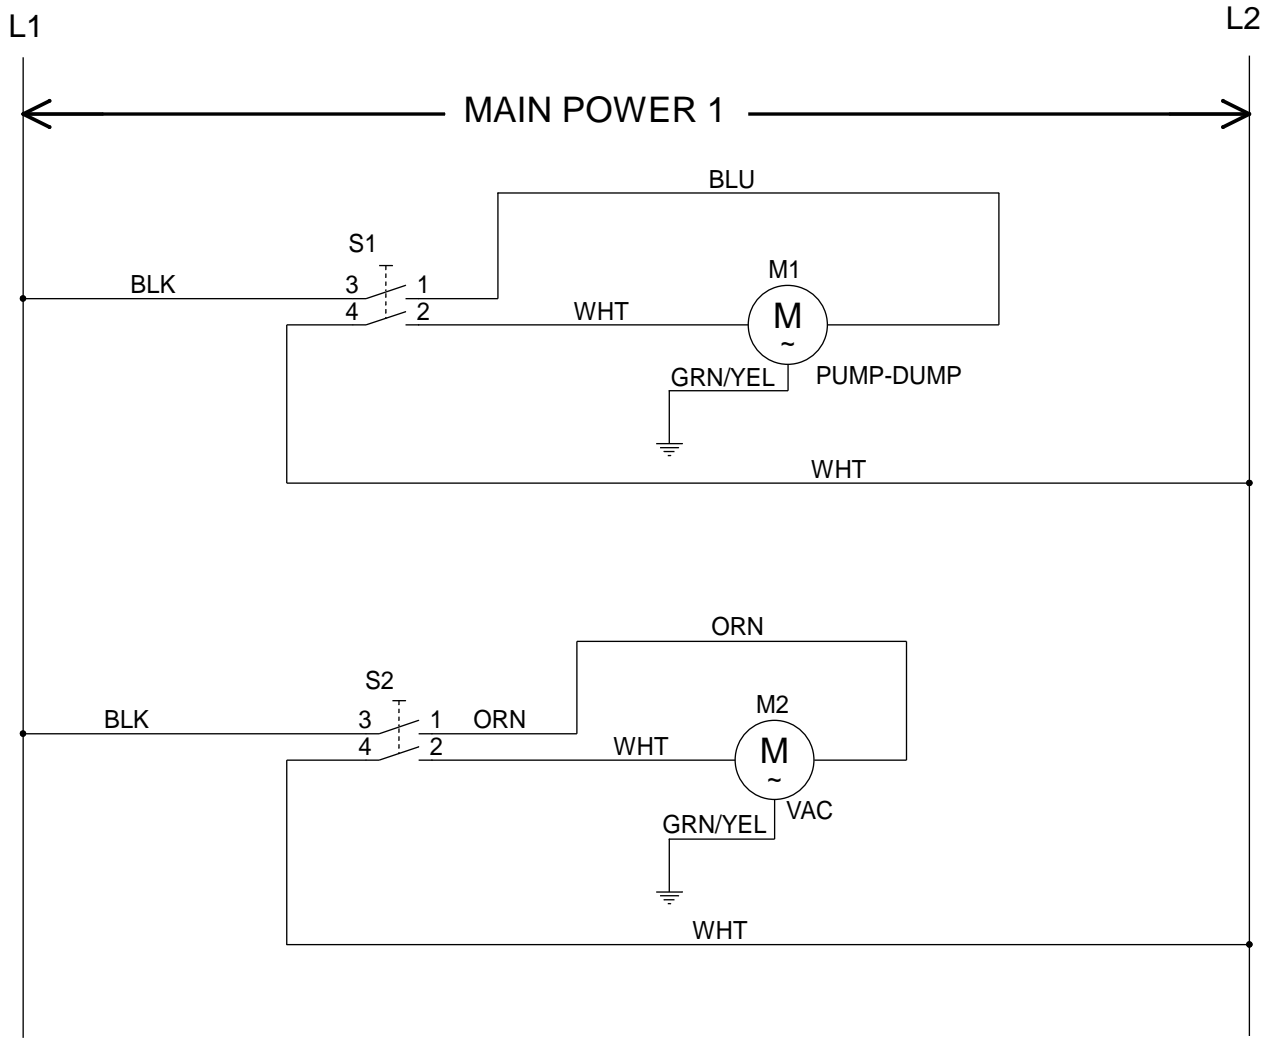 L1
L2
MAIN POWER 1
BLU
S1
BLK
3 1
4 2
WHT
M1
M
~
GRN/YEL
PUMP-DUMP
WHT
ORN
S2
BLK
3 1 ORN
4 2
WHT
M2
M
~
VAC
GRN/YEL
WHT